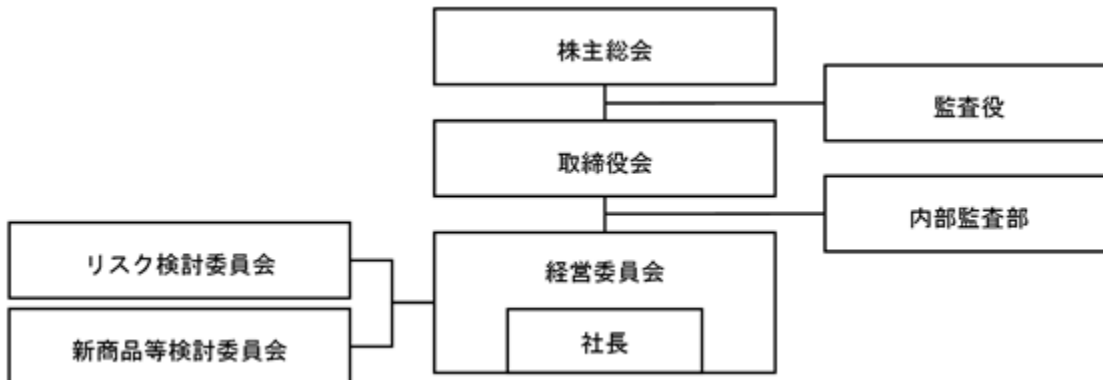 株主総会
監査役
取締役会
内部監査部
リスク検討委員会
経営委員会
新商品等検討委員会
社長